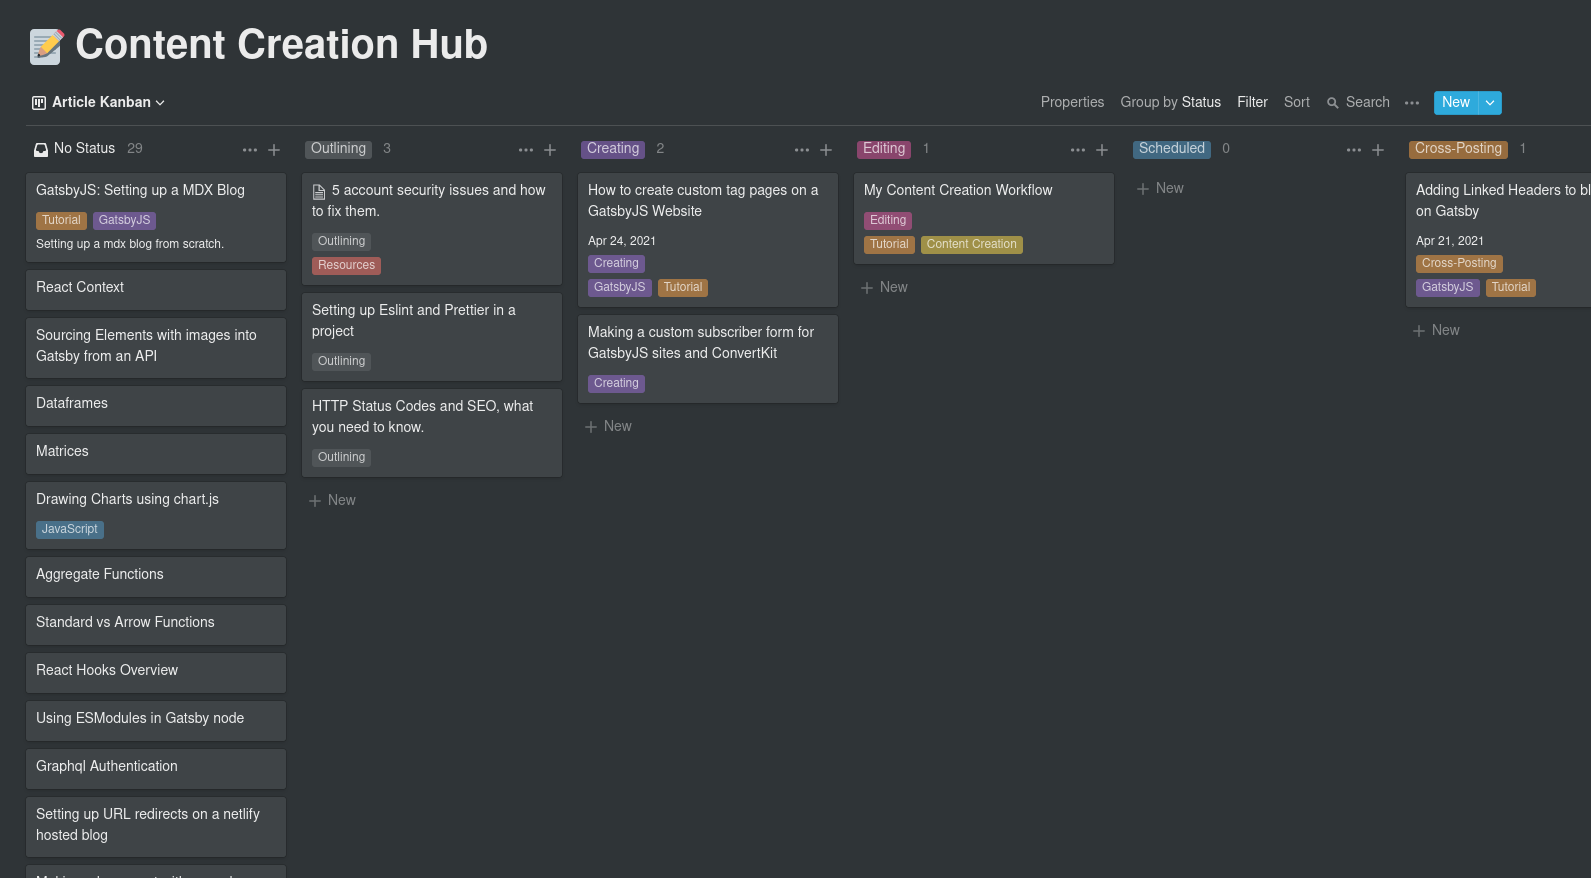 Content Creation Hub
Article Kanban
Properties Group by Status Filter Sort Search New
No Status 29
GatsbyJS: Setting up a MDX Blog
Tutorial GatsbyJS
Setting up a mdx blog from scratch.
React Context
Sourcing Elements with images into
Gatsby from an API
Dataframes
Matrices
Drawing Charts using chart.js
JavaScript
Aggregate Functions
Standard vs Arrow Functions
React Hooks Overview
Using ESModules in Gatsby node
Graphql Authentication
Setting up URL redirects on a netlify
hosted blog
Outlining 3
5 account security issues and how
to fix them.
Outlining
Resources
Setting up Eslint and Prettier in a
project
Outlining
HTTP Status Codes and SEO, what
you need to know.
Outlining
New
Creating 2
How to create custom tag pages on a
GatsbyJS Website
Apr 24, 2021
Creating
GatsbyJS Tutorial
Making a custom subscriber form for
GatsbyJS sites and ConvertKit
Creating
New
Editing 1
My Content Creation Workflow
Editing
Tutorial Content Creation
New
Scheduled 0
New
Cross-Posting 1
Adding Linked Headers to
on Gatsby
Apr 21, 2021
Cross-Posting
GatsbyJS Tutorial
New